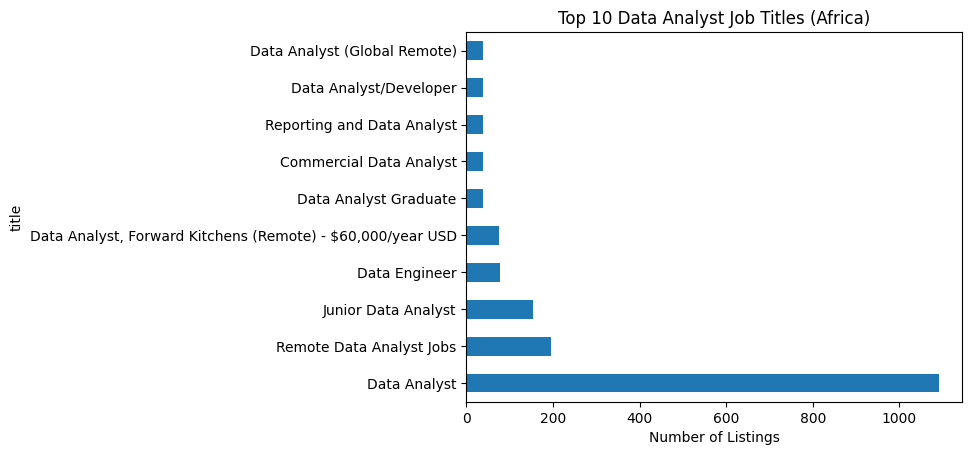 Top 10 Data Analyst Job Titles (Africa)
Data Analyst (Global Remote)
Data Analyst/Developer
Reporting and Data Analyst
Commercial Data Analyst
Data Analyst Graduate
Data Analyst, Forward Kitchens (Remote) - $60,000/year USD
Data Engineer
Junior Data Analyst
Remote Data Analyst Jobs
Data Analyst
title
0 200 400 600 800 1000
Number of Listings